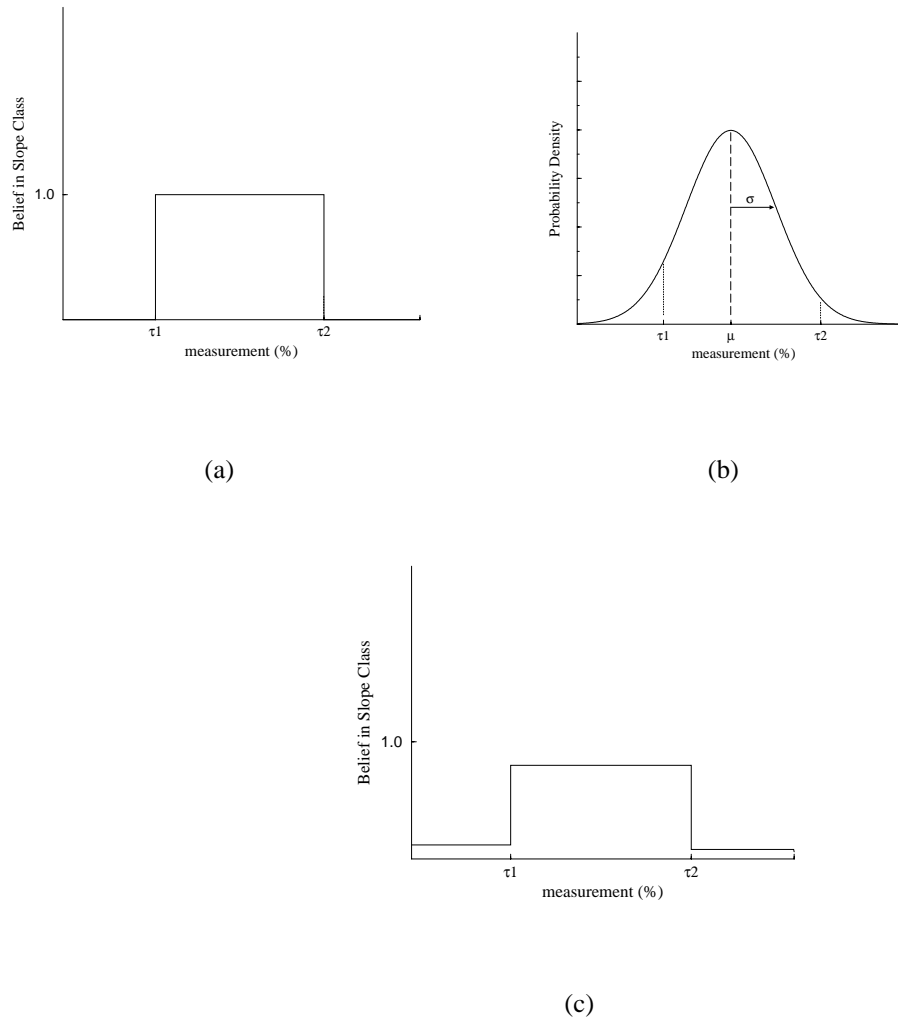 Belief in Slope Class
1.0
τ1
τ2
measurement (%)
(a)
Probability Density
σ
τ1
μ
τ2
measurement (%)
(b)
Belief in Slope Class
1.0
τ1
τ2
measurement (%)
(c)